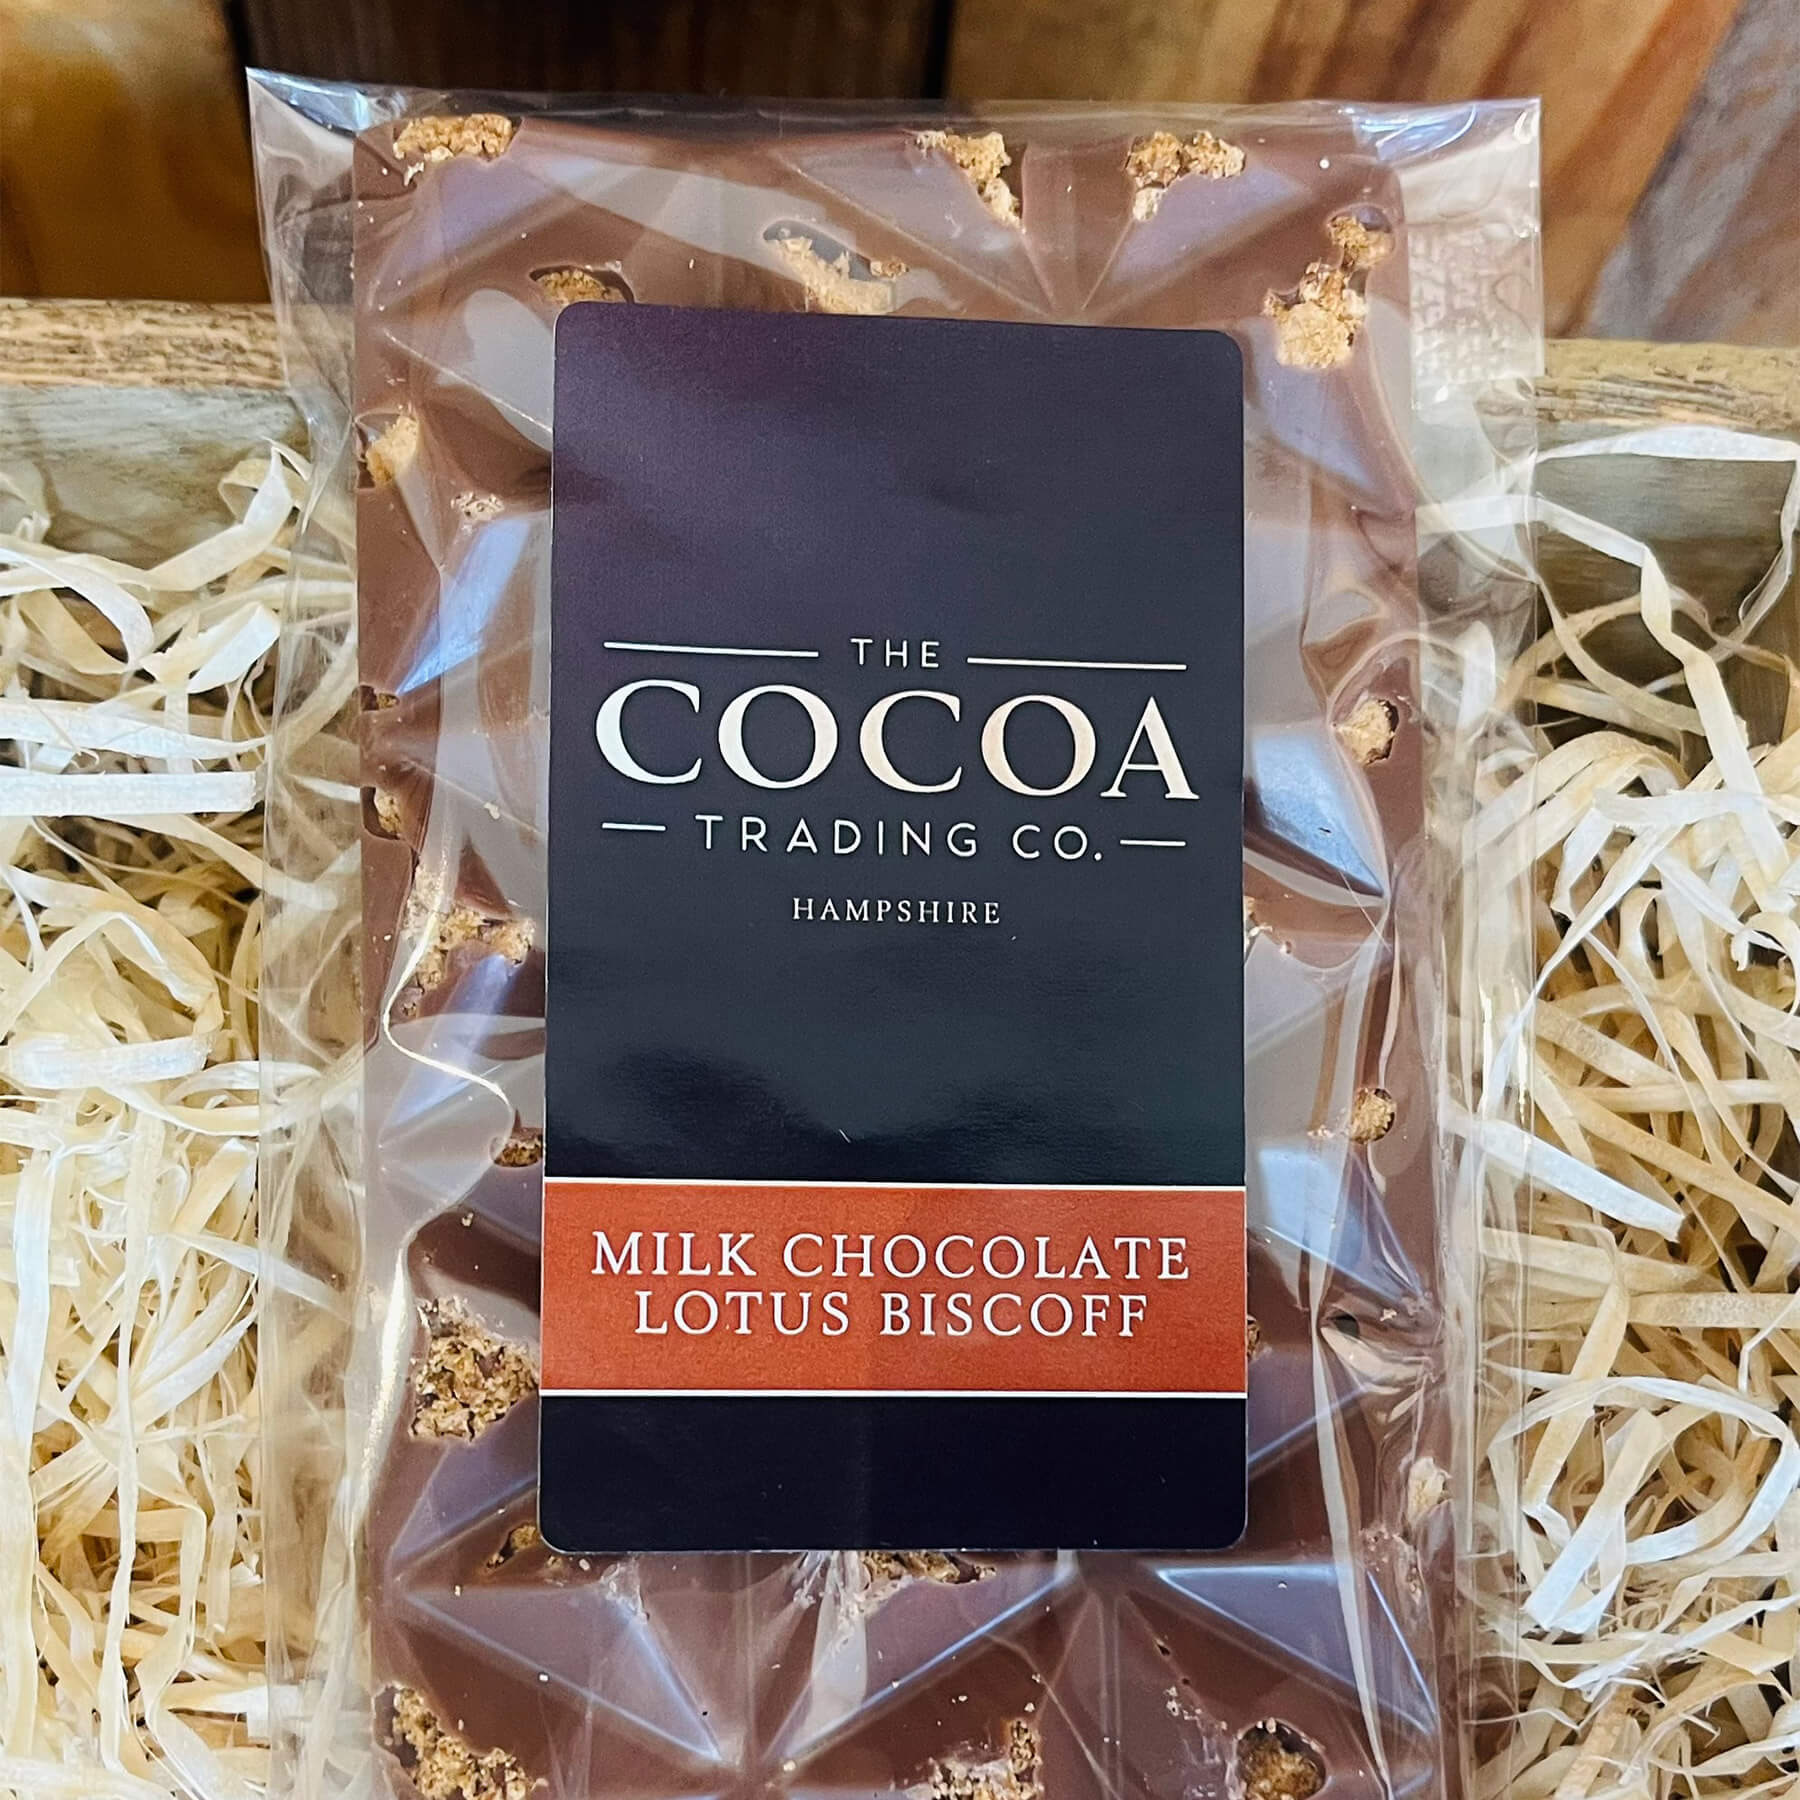 THE
COCOA
TRADING CO.
HAMPSHIRE
MILK CHOCOLATE
LOTUS BISCOFF